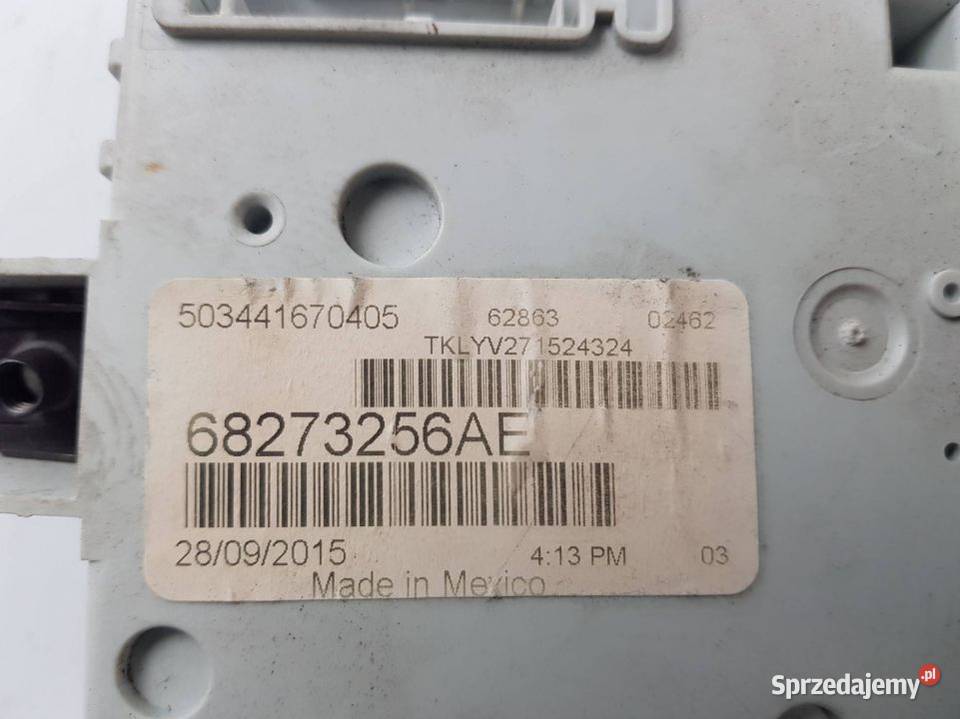 503441670405 62863 02462
TKLYV271524324
68273256AE
28/09/2015 4:13 PM 03
Made in Mexico
Sprzedajemy.pl